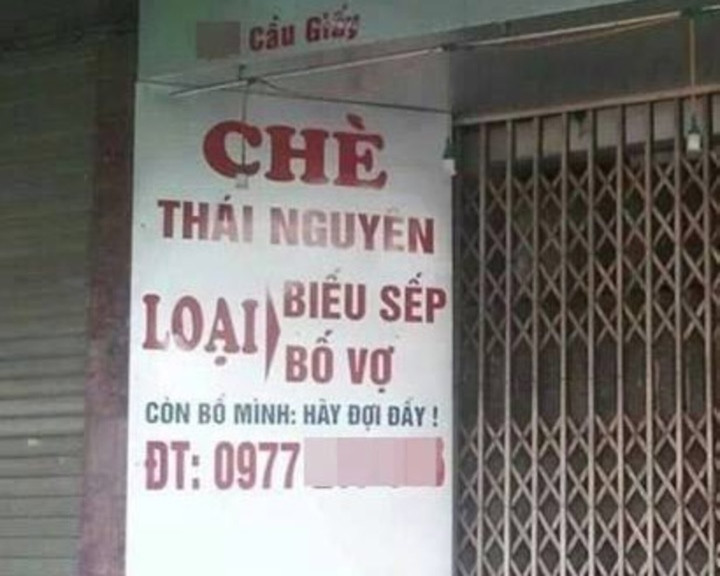 Cầu Giấy
CHÈ
THÁI NGUYÊN
LOẠI BIẾU SẾP
BỐ VỢ
CÒN BỐ MÌNH: HÃY ĐỢI ĐẤY !
ĐT: 0977